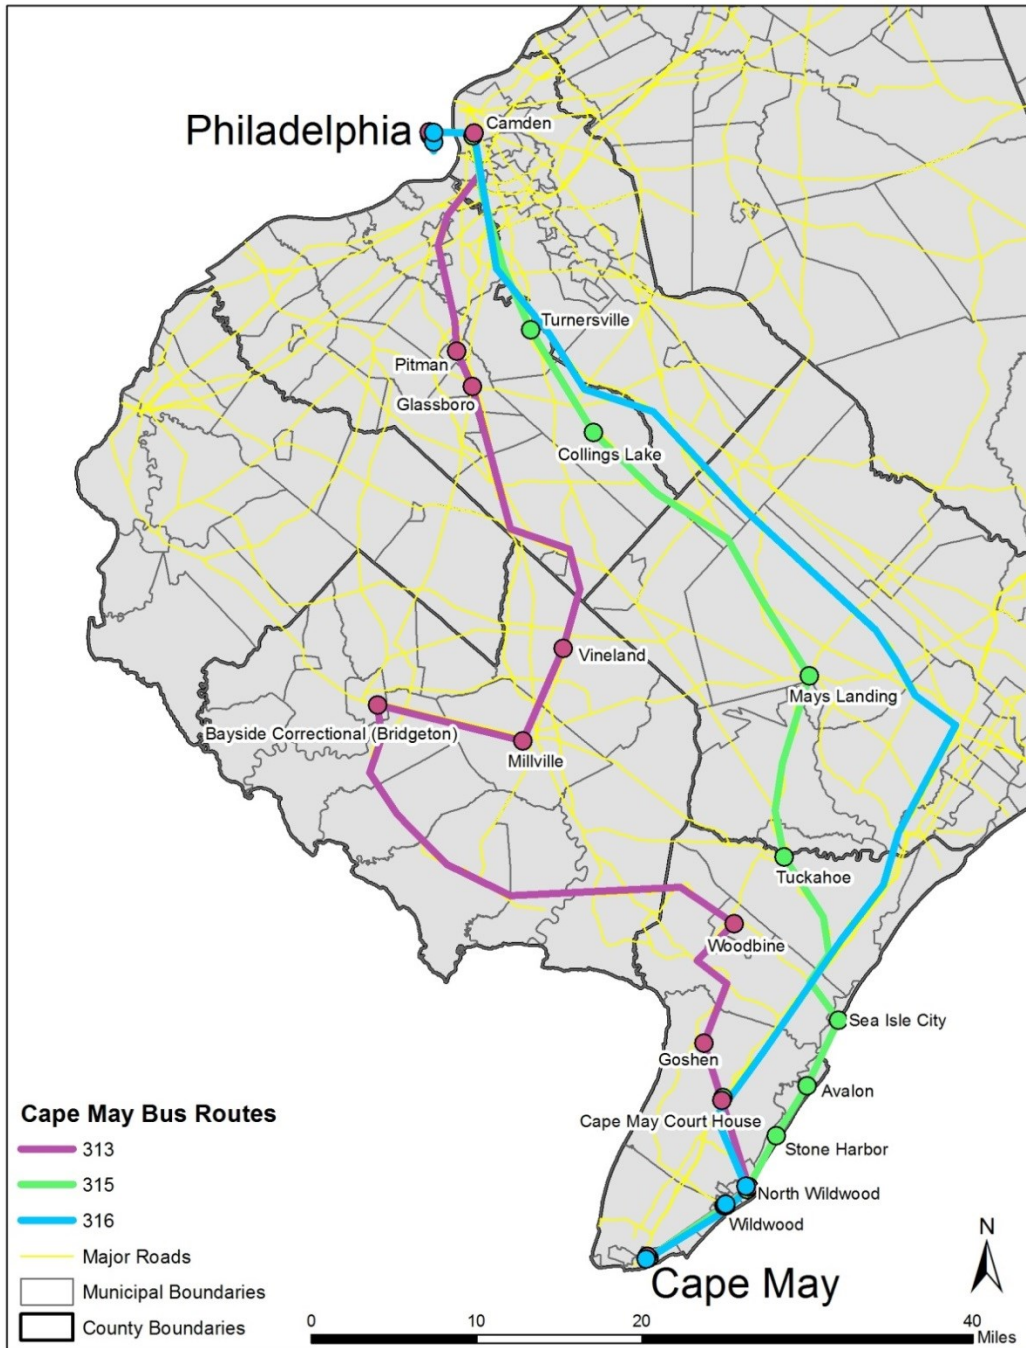 Philadelphia
Camden
Turnersville
Pitman
Glassboro
Collings Lake
Vineland
Mays Landing
Bayside Correctional (Bridgeton)
Millville
Tuckahoe
Woodbine
Sea Isle City
Goshen
Avalon
Cape May Court House
Stone Harbor
North Wildwood
Wildwood
Cape May
Cape May Bus Routes
313
315
316
Major Roads
Municipal Boundaries
County Boundaries
N
0 10 20 40
Miles